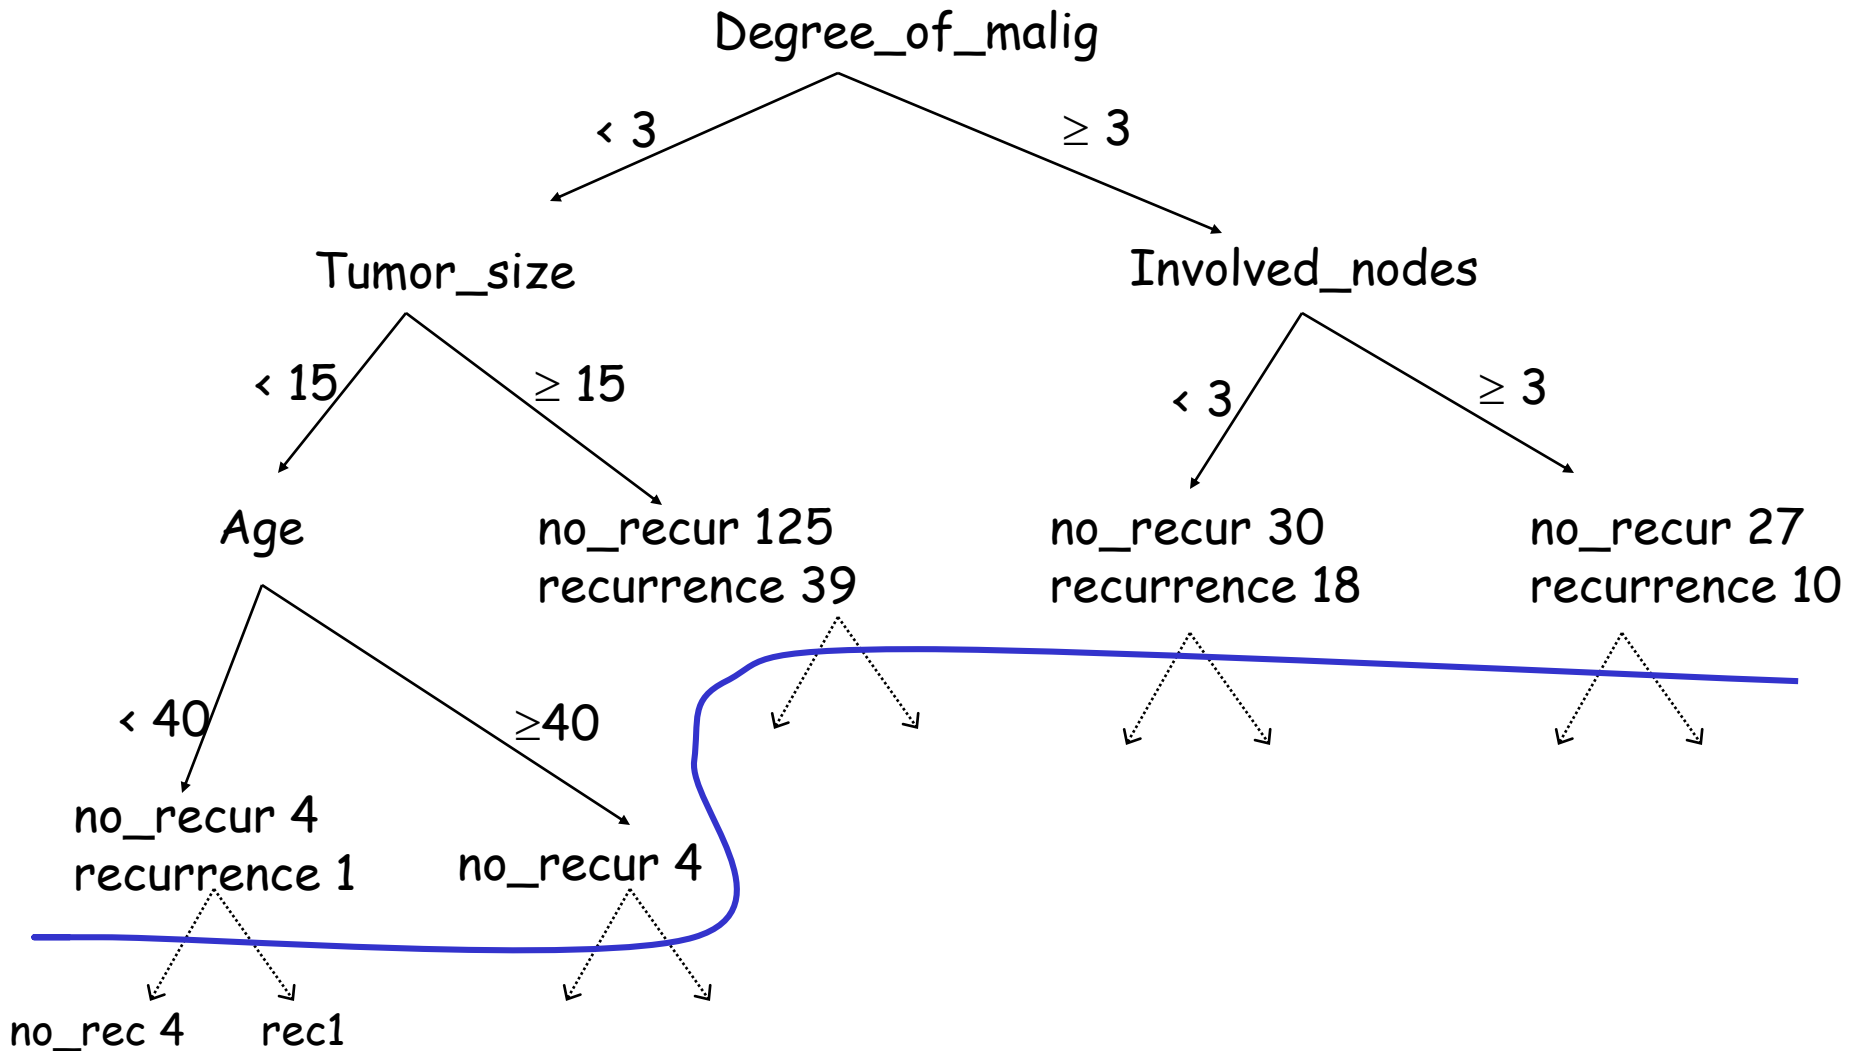 Degree_of_malig
< 3
≥ 3
Tumor_size
Involved_nodes
< 15
≥ 15
< 3
≥ 3
Age
no_recur 125
recurrence 39
no_recur 30
recurrence 18
no_recur 27
recurrence 10
< 40
≥40
no_recur 4
recurrence 1
no_recur 4
no_rec 4
rec1